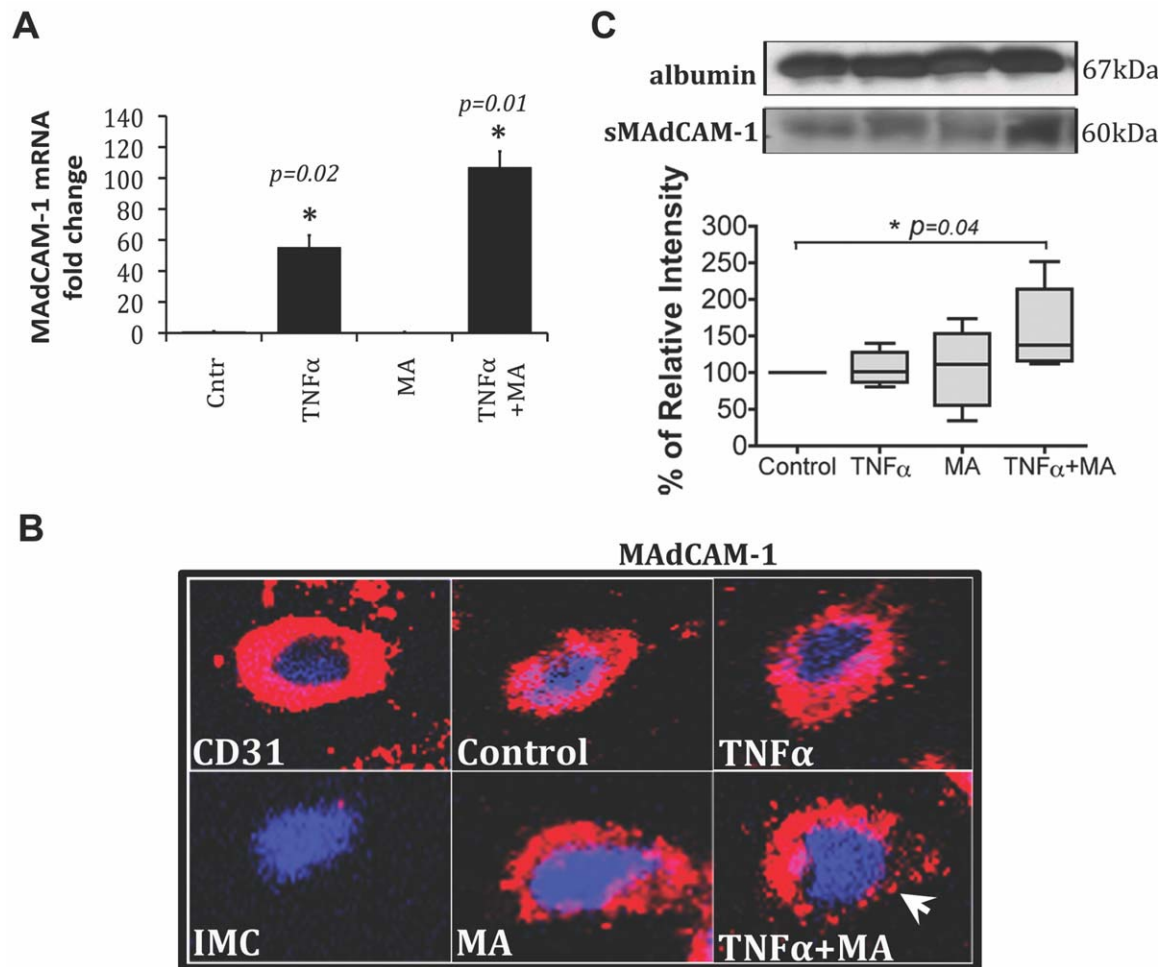 A
MAdCAM-1 mRNA
fold change
140
120
100
80
60
40
20
0
p=0.02
*
p=0.01
*
Cntr
TNFα
MA
TNFα
+MA
C
albumin
67kDa
sMAdCAM-1
60kDa
% of Relative Intensity
300
250
200
150
100
50
0
* p=0.04
Control
TNFα
MA
TNFα+MA
B
MAdCAM-1
CD31
Control
TNFα
IMC
MA
TNFα+MA